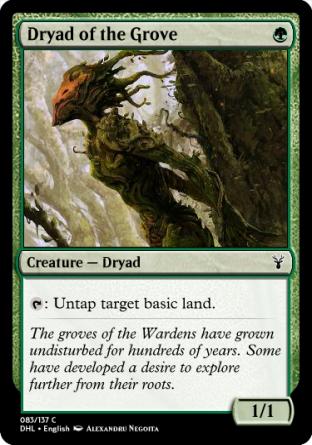 Dryad of the Grove
Creature — Dryad
: Untap target basic land.
The groves of the Wardens have grown
undisturbed for hundreds of years. Some
have developed a desire to explore
further from their roots.
1/1
083/137 C
DHL • English Alexandru Negoita